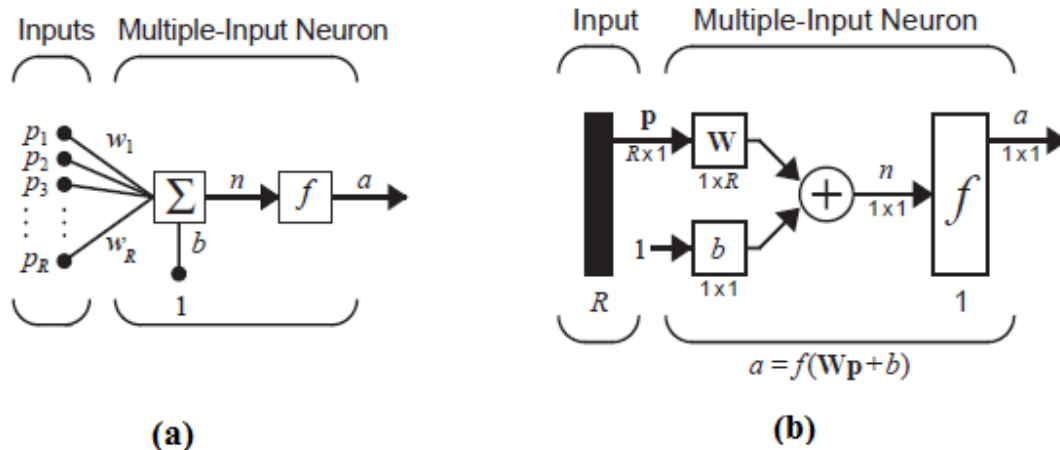 Inputs Multiple-Input Neuron
p1
w1
p2
p3
Σ n f a
pR
wR
b
1
(a)
Input Multiple-Input Neuron
p
R x 1
W
1 x R
1
b
1 x 1
+
n
1 x 1
f
a
1 x 1
R
1
a = f(Wp + b)
(b)